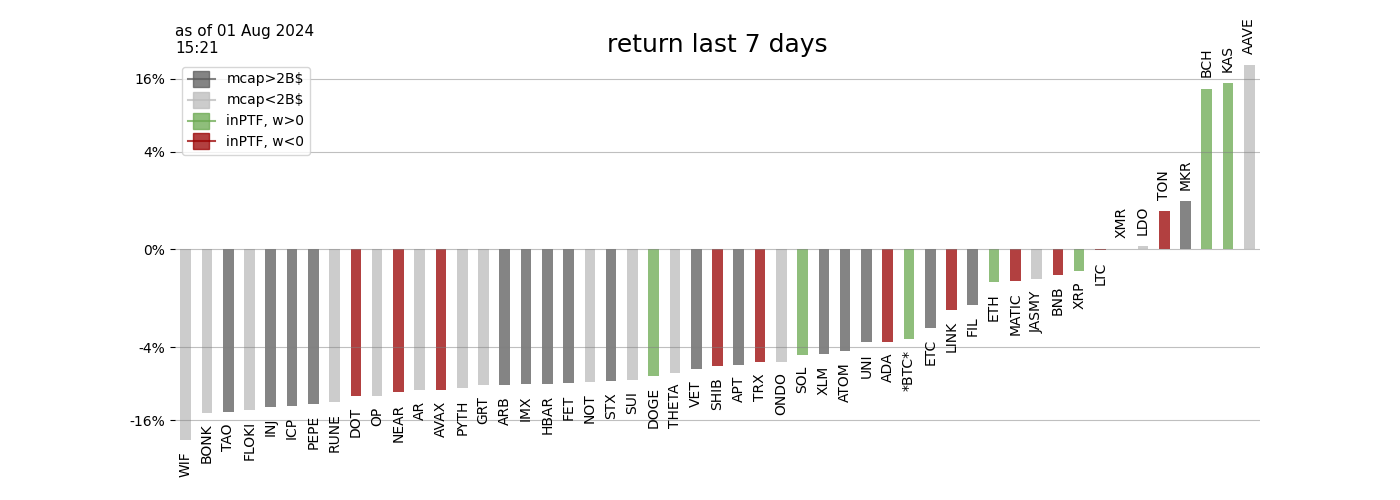 as of 01 Aug 2024
15:21
return last 7 days
mcap>2B$
mcap<2B$
inPTF, w>0
inPTF, w<0
16%
4%
0%
-4%
-16%
WIF
BONK
TAO
FLOKI
INJ
ICP
PEPE
RUNE
DOT
OP
NEAR
AR
AVAX
PYTH
GRT
ARB
IMX
HBAR
FET
NOT
STX
SUI
DOGE
THETA
VET
SHIB
APT
TRX
ONDO
SOL
XLM
ATOM
UNI
ADA
*BTC*
ETC
LINK
FIL
ETH
MATIC
JASMY
BNB
XRP
LTC
XMR
LDO
TON
MKR
BCH
KAS
AAVE